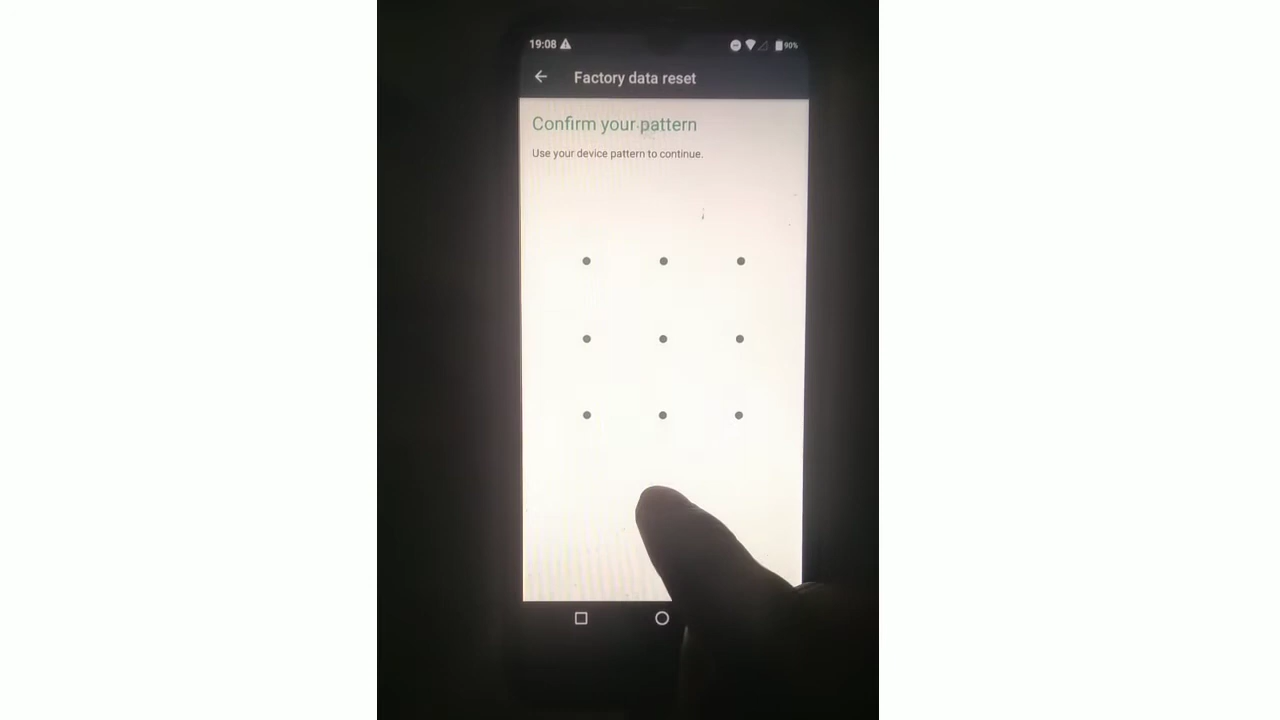 19:08
90%
Factory data reset
Confirm your pattern
Use your device pattern to continue.